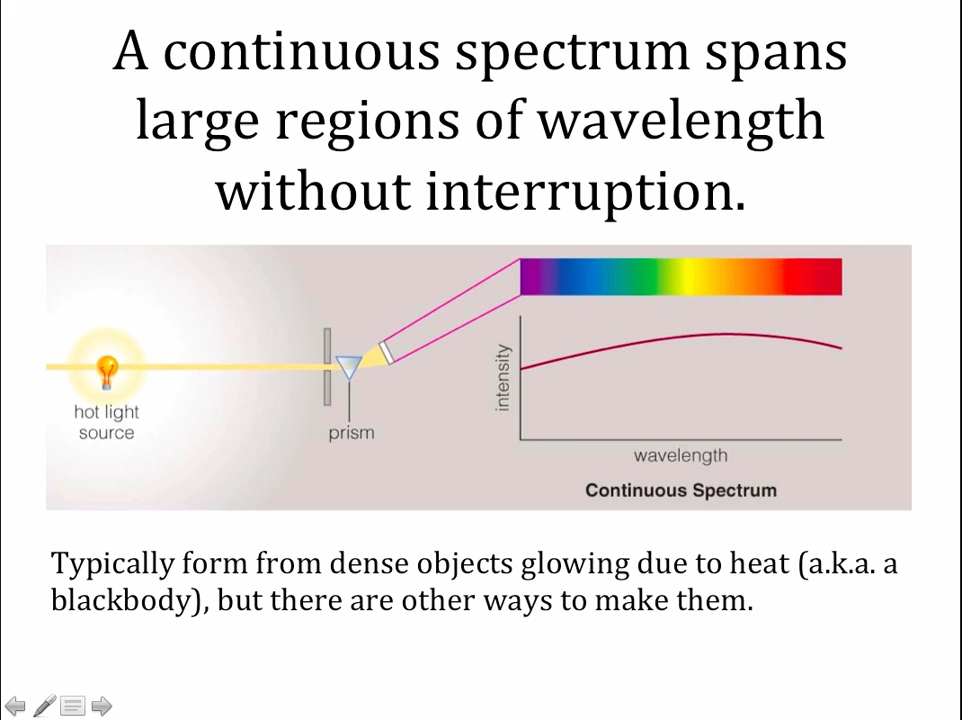 A continuous spectrum spans
large regions of wavelength
without interruption.
hot light
source
prism
intensity
wavelength
Continuous Spectrum
Typically form from dense objects glowing due to heat (a.k.a. a
blackbody), but there are other ways to make them.